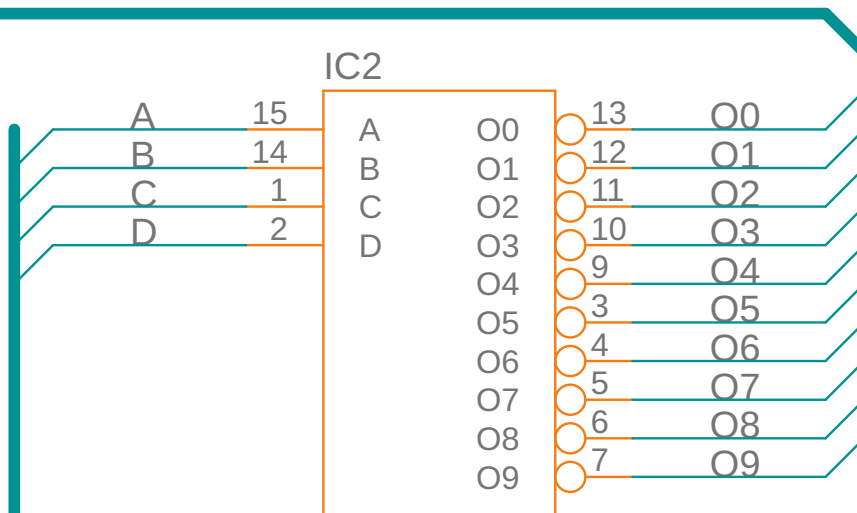 IC2
A 15 A O0 13 O0
B 14 B O1 12 O1
C 1 C O2 11 O2
D 2 D O3 10 O3
O4 9 O4
O5 3 O5
O6 4 O6
O7 5 O7
O8 6 O8
O9 7 O9